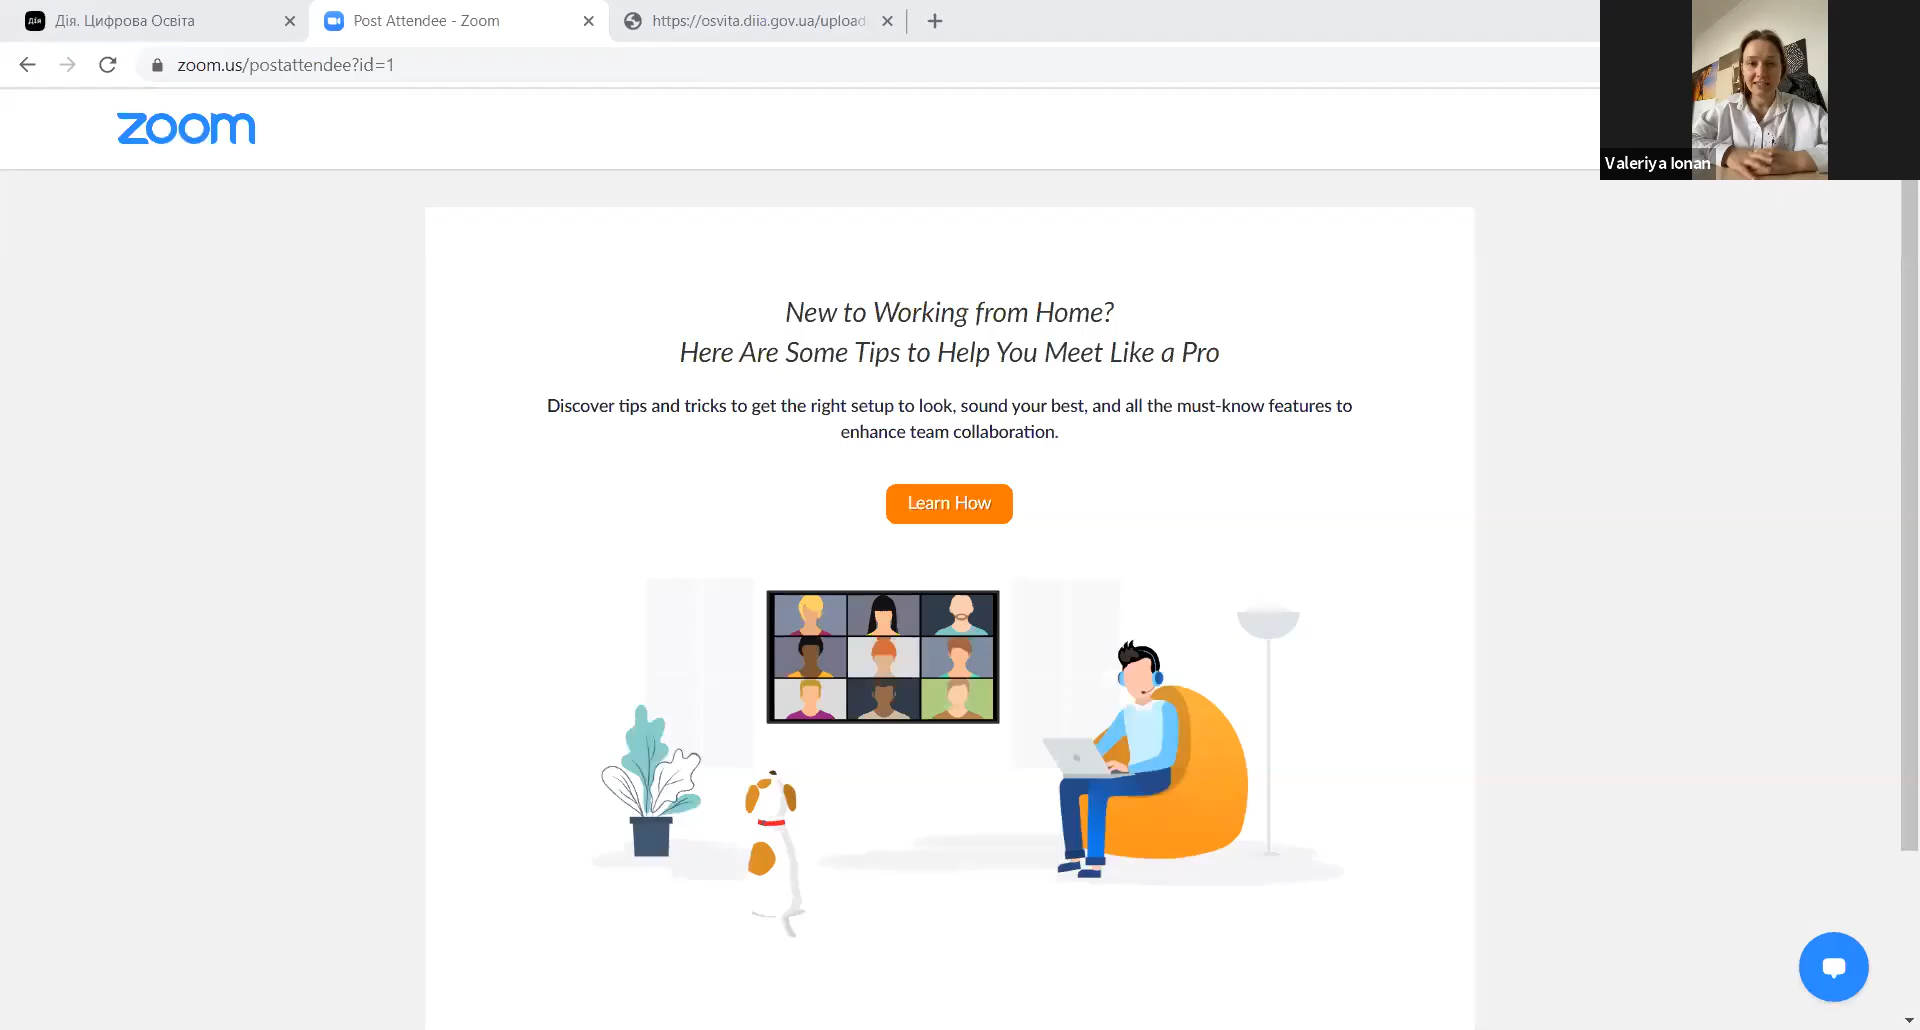 Дія. Цифрова Освіта
Post Attendee - Zoom
https://osvita.diia.gov.ua/upload
zoom.us/postattendee?id=1
zoom
Valeriya Ionan
New to Working from Home?
Here Are Some Tips to Help You Meet Like a Pro
Discover tips and tricks to get the right setup to look, sound your best, and all the must-know features to
enhance team collaboration.
Learn How